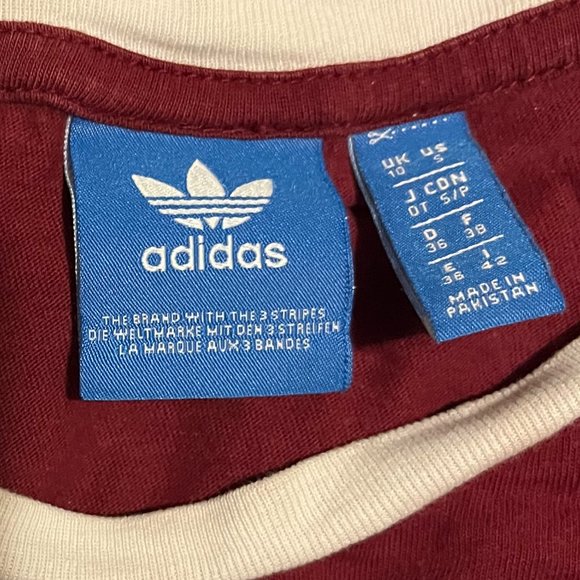 adidas
THE BRAND WITH THE 3 STRIPES
DIE WELTMARKE MIT DEN 3 STREIFEN
LA MARQUE AUX 3 BANDES
UK US
10 S
J CDN
OT S/P
D F
36 38
E I
38 42
MADE IN
PAKISTAN